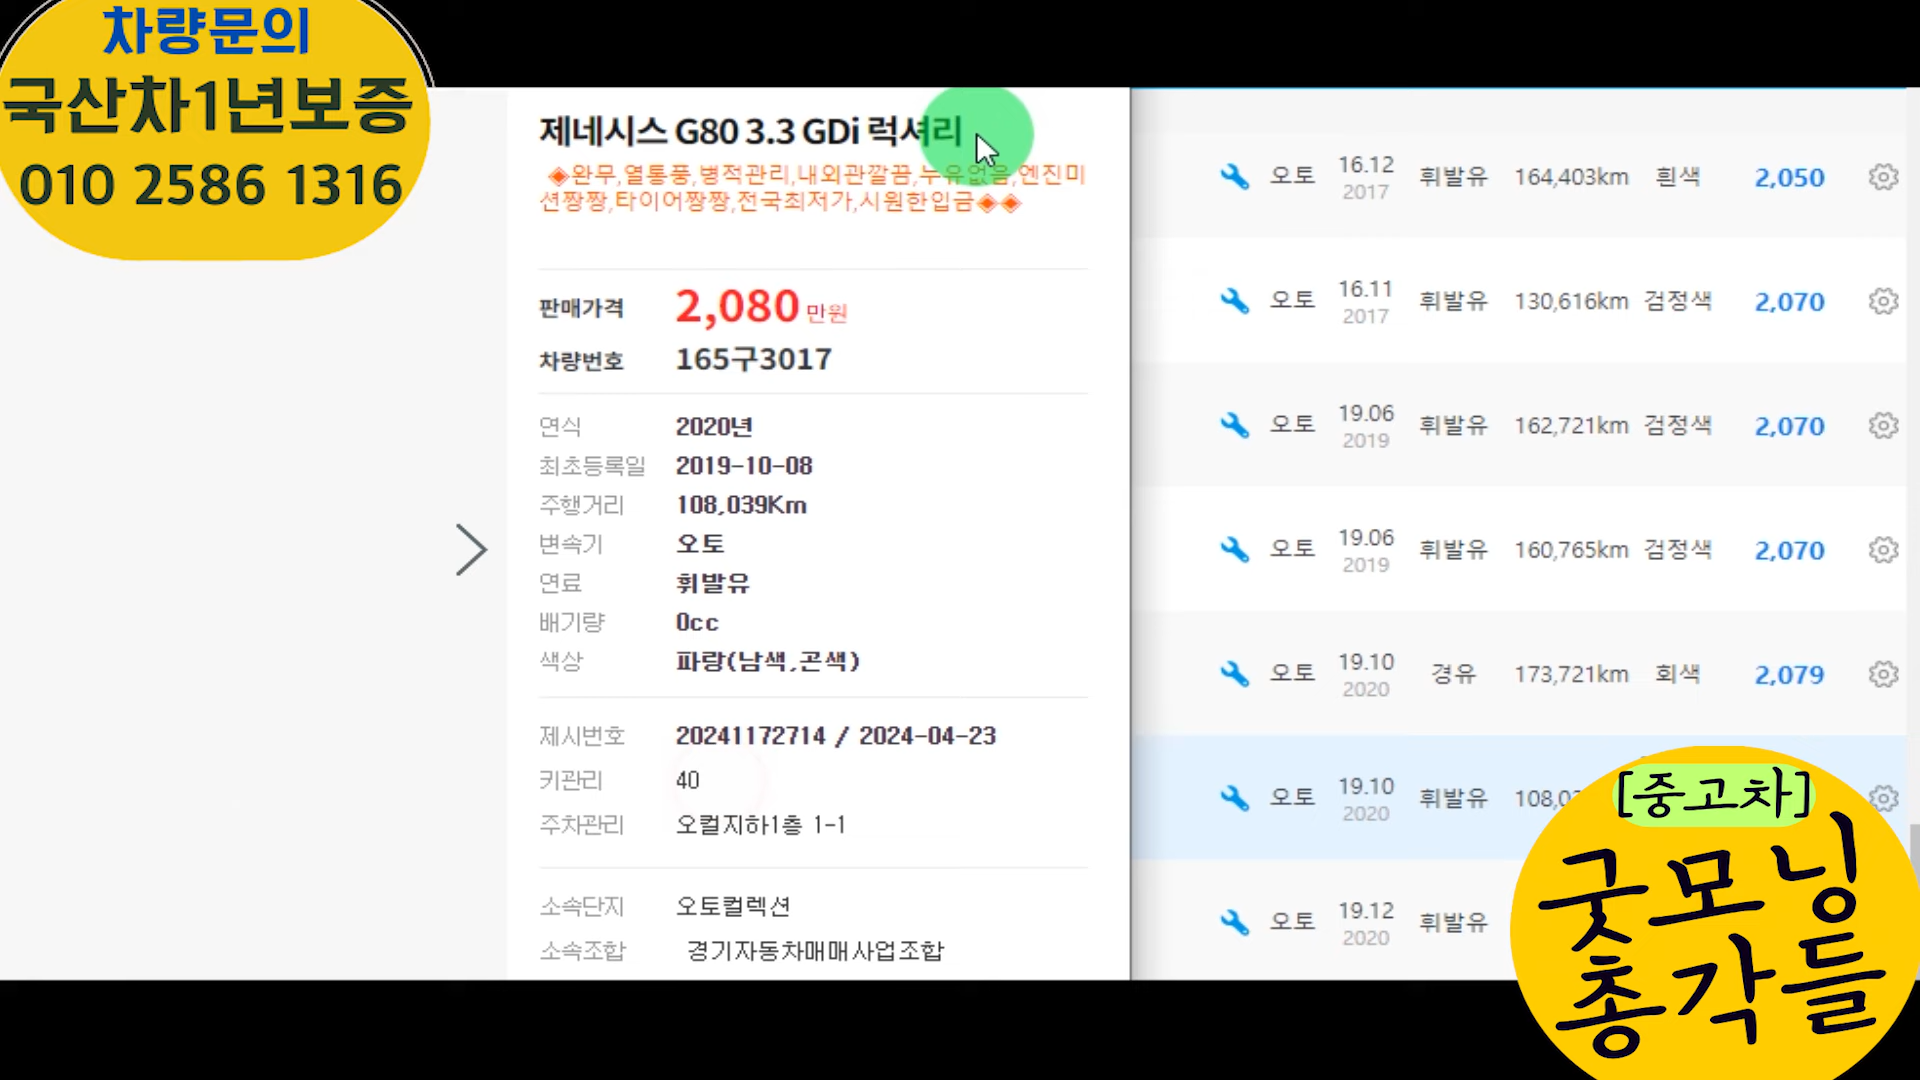 차량문의
국산차1년보증
010 2586 1316
제네시스 G80 3.3 GDi 럭셔리
◈완무,열통풍,병적관리,내외관깔끔,누유없음,엔진미
션짱짱,타이어짱짱,전국최저가,시원한입금◈◈
판매가격 2,080 만원
차량번호 165구3017
연식 2020년
최초등록일 2019-10-08
주행거리 108,039Km
변속기 오토
연료 휘발유
배기량 0cc
색상 파랑(남색,곤색)
제시번호 20241172714 / 2024-04-23
키관리 40
주차관리 오컬지하1층 1-1
소속단지 오토컬렉션
소속조합 경기자동차매매사업조합
오토 16.12 휘발유 164,403km 흰색 2,050
2017
오토 16.11 휘발유 130,616km 검정색 2,070
2017
오토 19.06 휘발유 162,721km 검정색 2,070
2019
오토 19.06 휘발유 160,765km 검정색 2,070
2019
오토 19.10 경유 173,721km 회색 2,079
2020
오토 19.10 휘발유
2020
오토 19.12 휘발유
2020
[중고차]
굿모닝
총각들